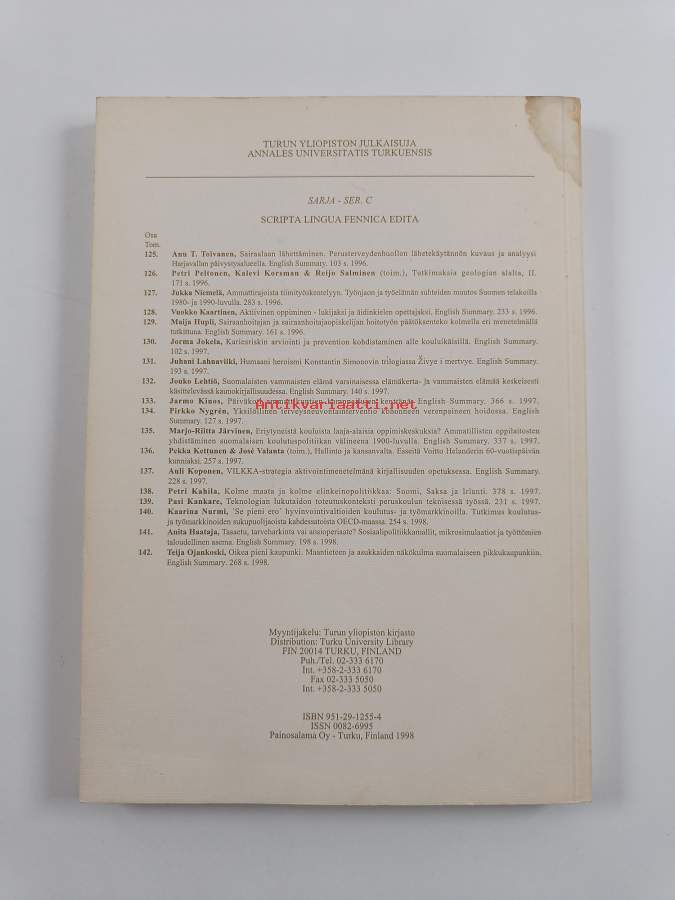 TURUN YLIOPISTON JULKAISUJA
ANNALES UNIVERSITATIS TURKUENSIS
SARJA - SER. C
SCRIPTA LINGUA FENNICA EDITA
Osa
Tom.
125. Anu T. Toivanen, Sairaalaan lähettäminen. Perusterveydenhuollon lähetekäytännön kuvaus ja analyysi
Harjavallan päivystysalueella. English Summary. 103 s. 1996.
126. Petri Peltonen, Kalevi Korsman & Reijo Salminen (toim.), Tutkimuksia geologian alalta, II.
171 s. 1996.
127. Jukka Niemelä, Ammattirajoista tiimityöskentelyyn. Työnjaon ja työelämän suhteiden muutos Suomen telakoilla
1980- ja 1990-luvulla. 283 s. 1996.
128. Vuokko Kaartinen, Aktiivinen oppiminen - lukijaksi ja äidinkielen opettajaksi. English Summary. 233 s. 1996.
129. Maija Hupli, Sairaanhoitajan ja sairaanhoitajaopiskelijan hoitotyön päätöksenteko kolmella eri menetelmällä
tutkittuna. English Summary. 161 s. 1996.
130. Jorma Jokela, Kariesriskin arviointi ja prevention kohdistaminen alle kouluikäisillä. English Summary.
102 s. 1997.
131. Juhani Lahnaviiki, Humaani heroismi Konstantin Simonovin trilogiassa Živye i mertvye. English Summary.
193 s. 1997.
132. Jouko Lehtiö, Suomalaisten vammaisten elämä varsinaisessa elämäkerta- ja vammaisten elämää keskeisesti
käsittelevässä kaunokirjallisuudessa. English Summary. 140 s. 1997.
133. Jarmo Kinos, Päiväkoti ammattikuntien kamppailujen kenttänä. English Summary. 366 s. 1997.
134. Pirkko Nygrén, Yksilöllinen terveysneuvontainterventio kohonneen verenpaineen hoidossa. English
Summary. 127 s. 1997.
135. Marjo-Riitta Järvinen, Eriytyneistä kouluista laaja-alaisia oppimiskeskuksia? Ammatillisten oppilaitosten
yhdistäminen suomalaisen koulutuspolitiikan välineenä 1900-luvulla. English Summary. 337 s. 1997.
136. Pekka Kettunen & José Valanta (toim.), Hallinto ja kansanvalta. Esseitä Voitto Helanderin 60-vuotispäivän
kunniaksi. 257 s. 1997.
137. Auli Koponen, VILKKA-strategia aktivointimenetelmänä kirjallisuuden opetuksessa. English Summary.
228 s. 1997.
138. Petri Kahila, Kolme maata ja kolme elinkeinopolitiikkaa: Suomi, Saksa ja Irlanti. 378 s. 1997.
139. Pasi Kankare, Teknologian lukutaidon toteutuskonteksti peruskoulun teknisessä työssä. 231 s. 1997.
140. Kaarina Nurmi, ´Se pieni ero´ hyvinvointivaltioiden koulutus- ja työmarkkinoilla. Tutkimus koulutus-
ja työmarkkinoiden sukupuolijaoista kahdessatoista OECD-maassa. 254 s. 1998.
141. Anita Haataja, Tasaetu, tarveharkinta vai ansioperiaate? Sosiaalipolitiikkamallit, mikrosimulaatiot ja työttömien
taloudellinen asema. English Summary. 198 s. 1998.
142. Teija Ojankoski, Oikea pieni kaupunki. Maantieteen ja asukkaiden näkökulma suomalaiseen pikkukaupunkiin.
English Summary. 268 s. 1998.
Antikvariaatti.net
Myyntijakelu: Turun yliopiston kirjasto
Distribution: Turku University Library
FIN 20014 TURKU, FINLAND
Puh./Tel. 02-333 6170
Int. +358-2-333 6170
Fax 02-333 5050
Int. +358-2-333 5050
ISBN 951-29-1255-4
ISSN 0082-6995
Painosalama Oy - Turku, Finland 1998